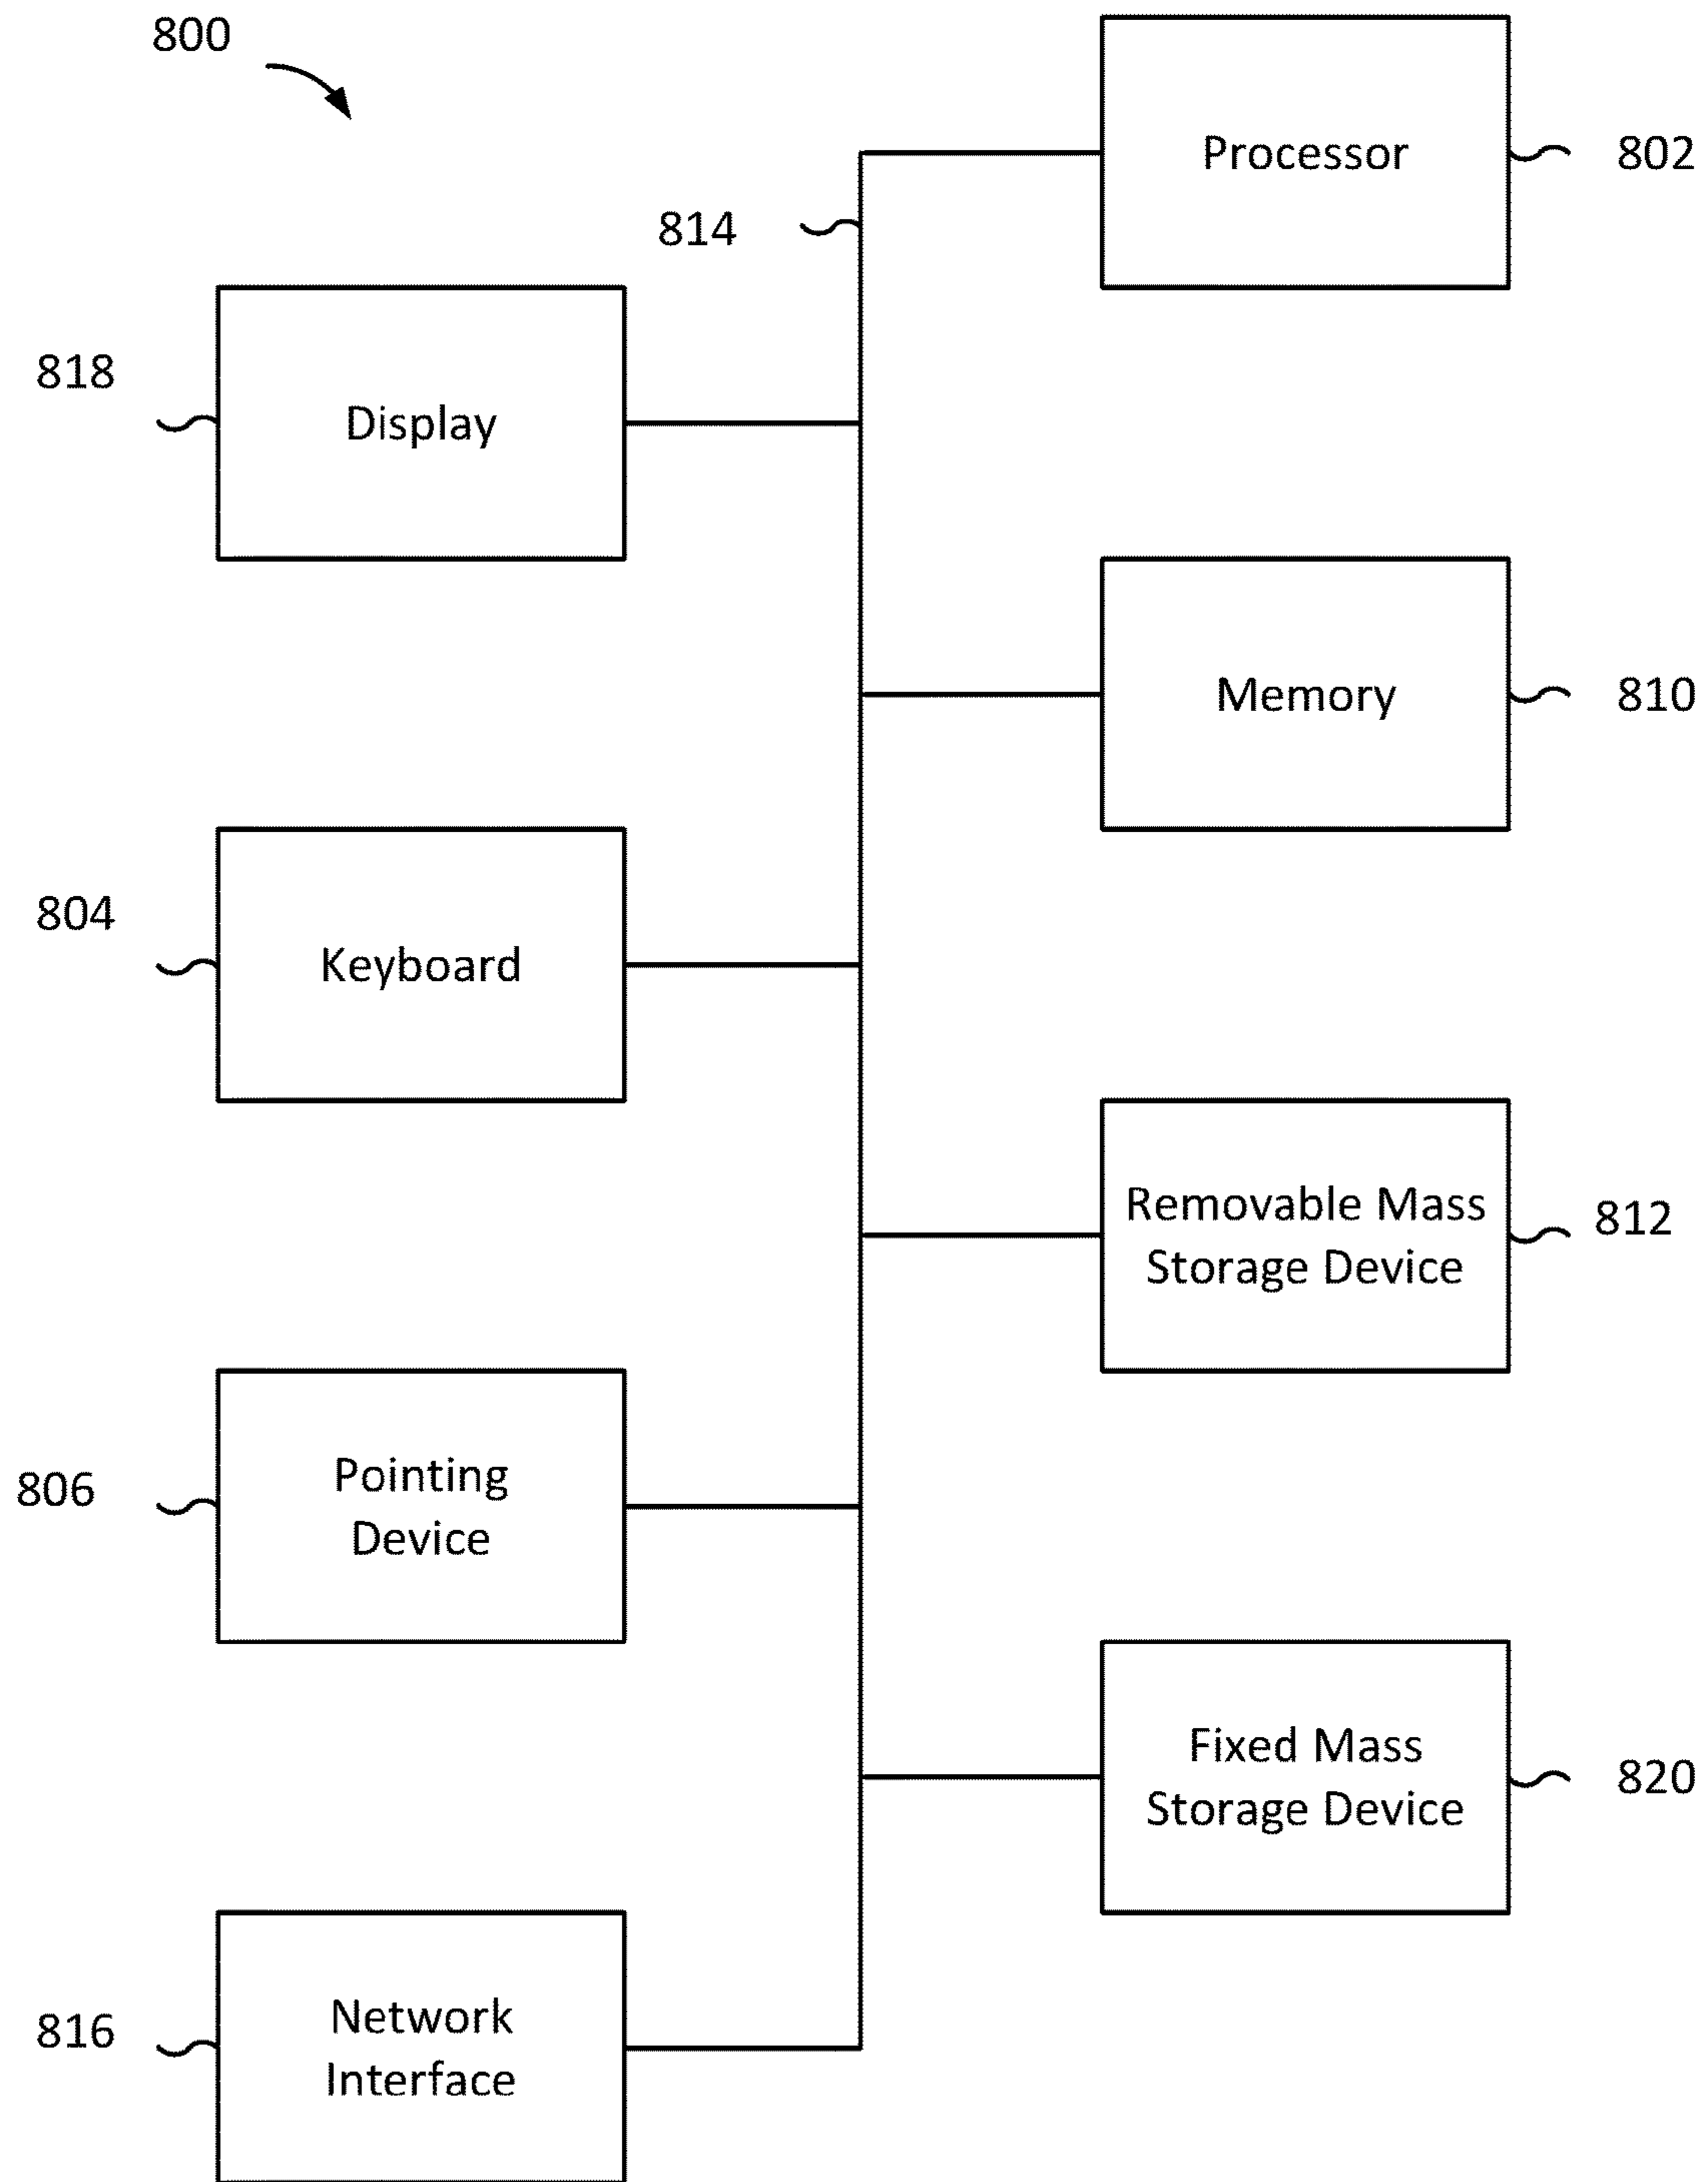 800
Processor
802
814
818
Display
Memory
810
804
Keyboard
Removable Mass
Storage Device
812
806
Pointing
Device
Fixed Mass
Storage Device
820
816
Network
Interface